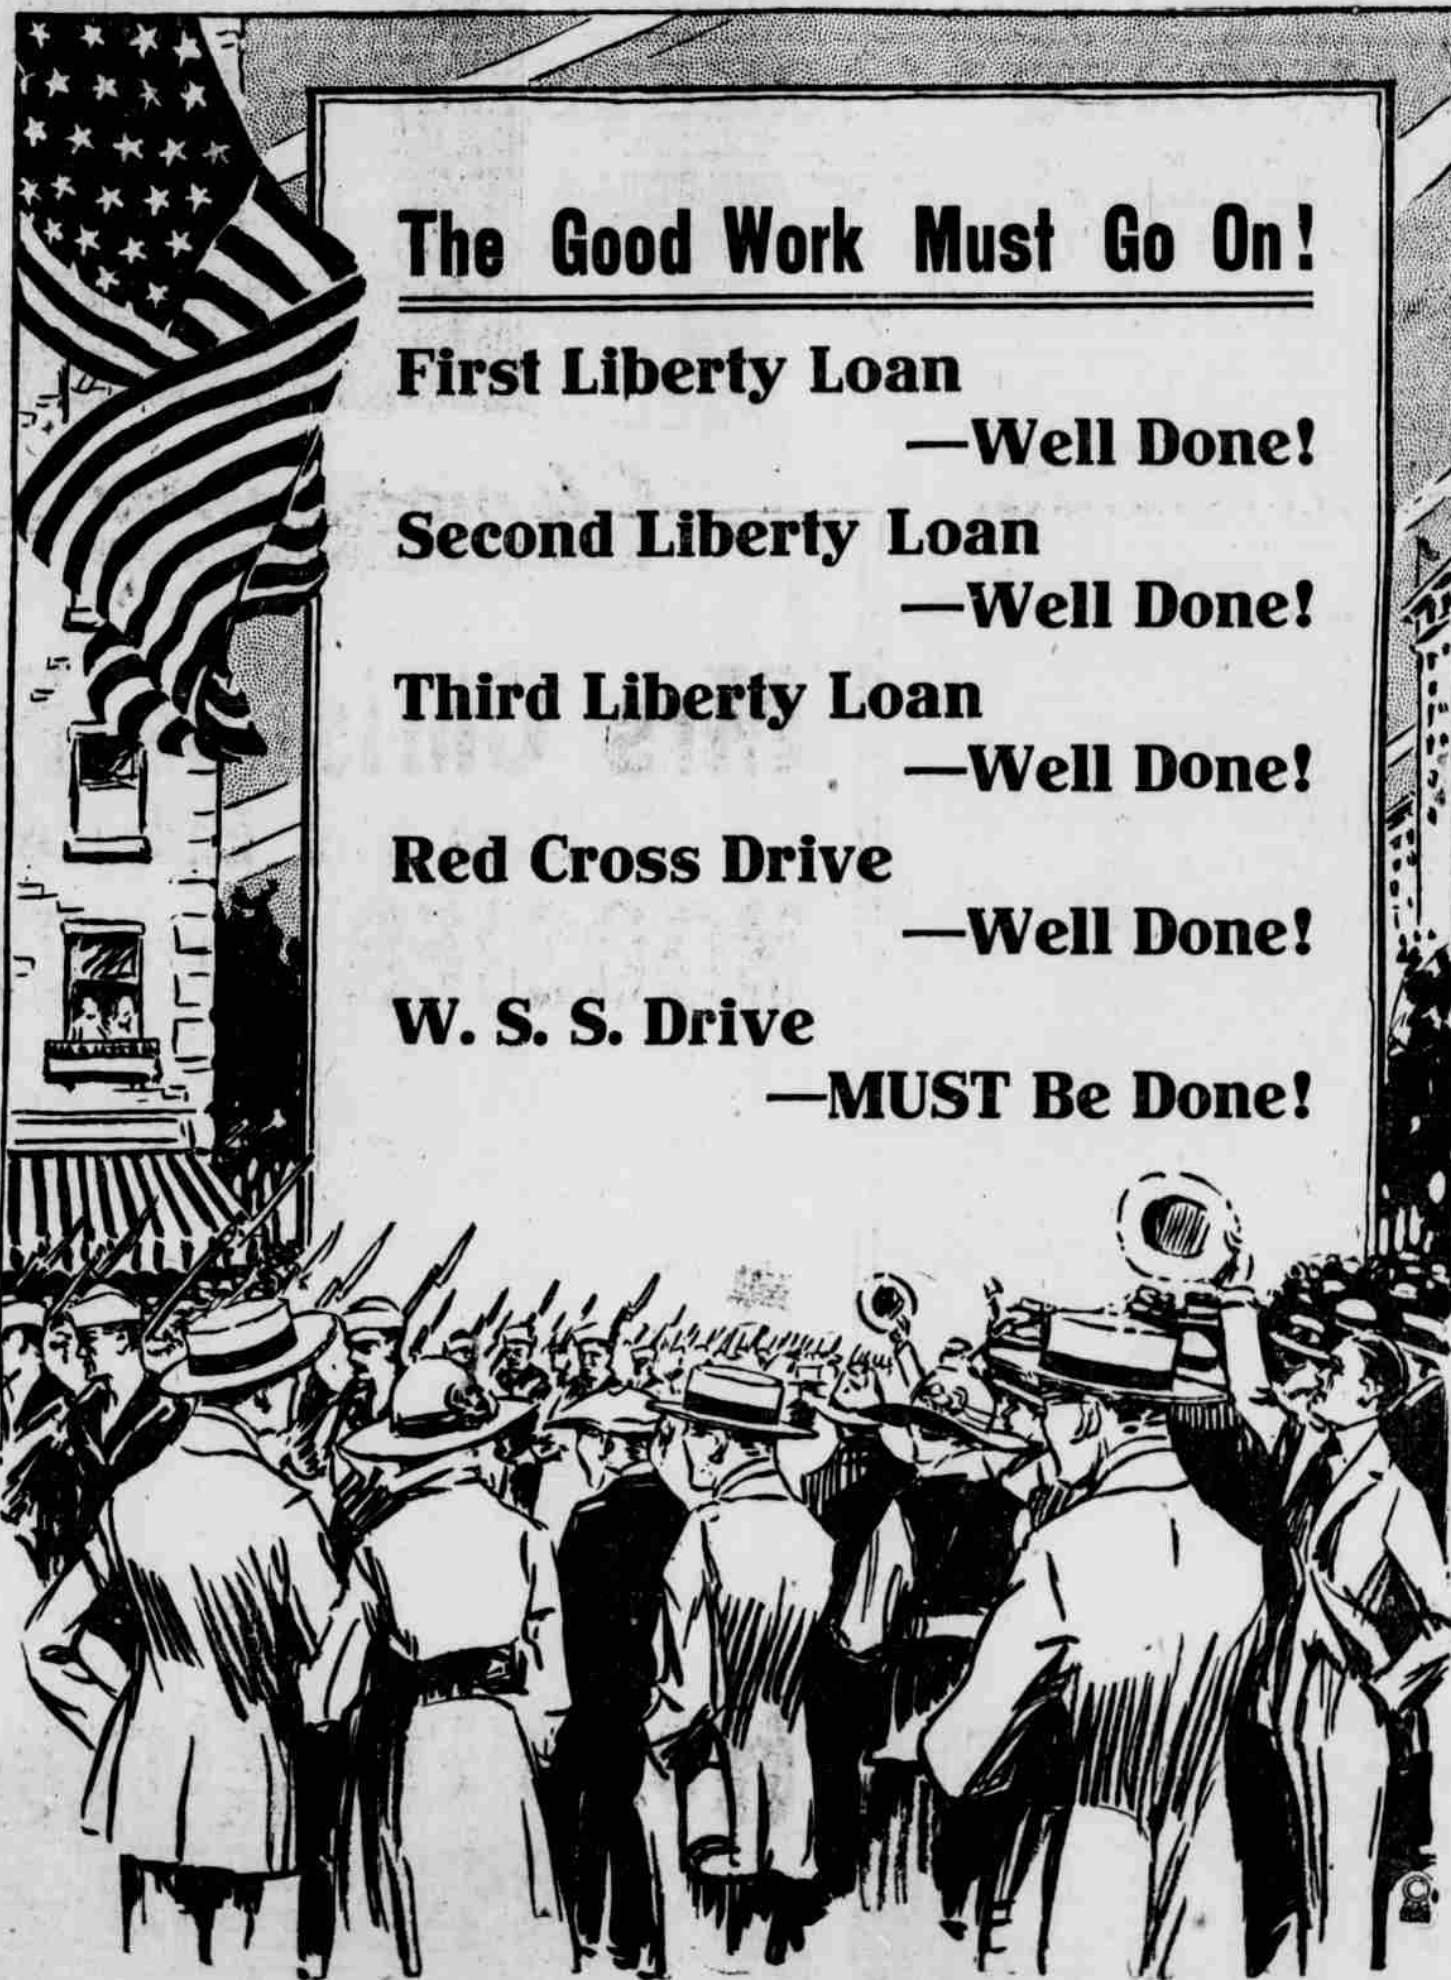 The Good Work Must Go On!
First Liberty Loan
—Well Done!
Second Liberty Loan
—Well Done!
Third Liberty Loan
—Well Done!
Red Cross Drive
—Well Done!
W. S. S. Drive
—MUST Be Done!